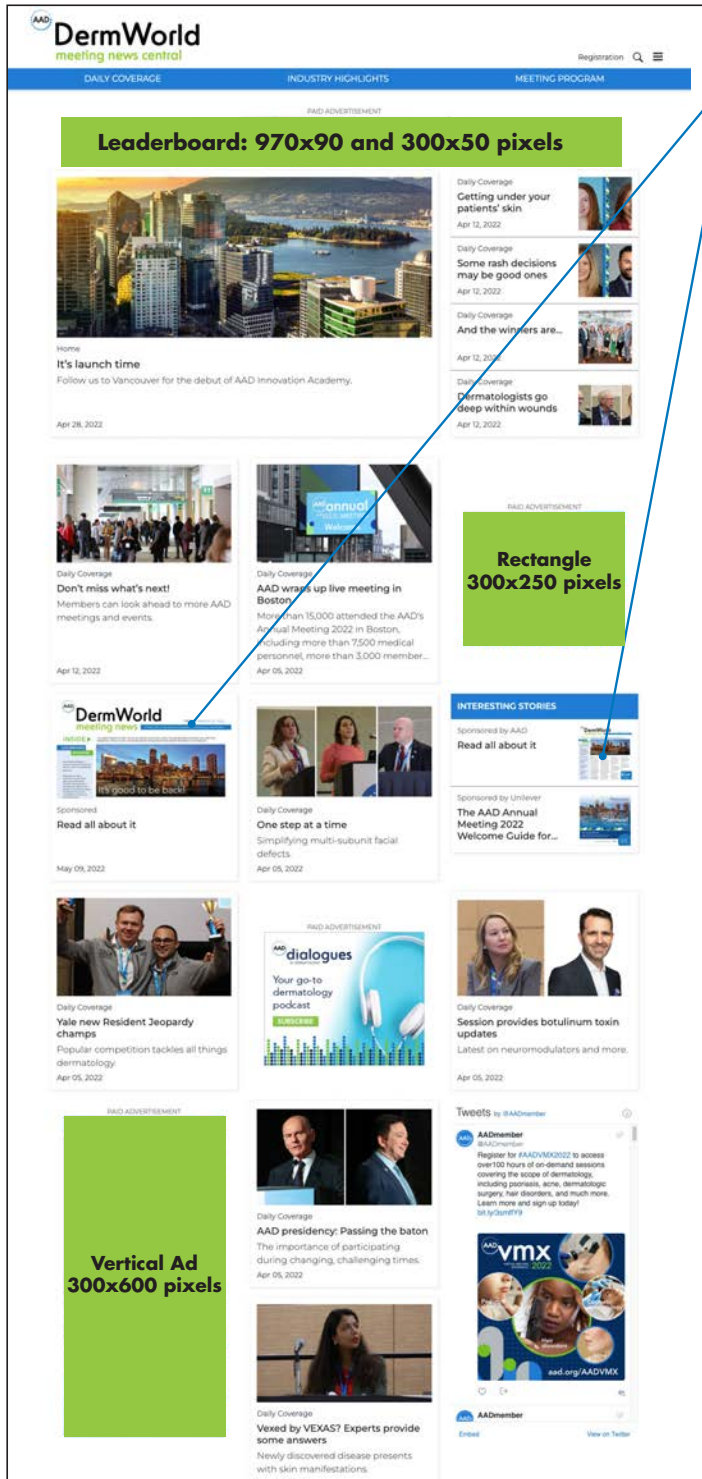 AAD
DermWorld
meeting news central
Registration
DAILY COVERAGE
INDUSTRY HIGHLIGHTS
MEETING PROGRAM
PAID ADVERTISEMENT
Leaderboard: 970x90 and 300x50 pixels
Home
It's launch time
Follow us to Vancouver for the debut of AAD Innovation Academy.
Apr 28, 2022
Daily Coverage
Getting under your
patients' skin
Apr 12, 2022
Daily Coverage
Some rash decisions
may be good ones
Apr 12, 2022
Daily Coverage
And the winners are...
Apr 12, 2022
Daily Coverage
Dermatologists go
deep within wounds
Apr 12, 2022
Daily Coverage
Don't miss what's next!
Members can look ahead to more AAD
meetings and events.
Apr 12, 2022
annual
Welcome
Daily Coverage
AAD wraps up live meeting in
Boston
More than 15,000 attended the AAD's
Annual Meeting 2022 in Boston,
including more than 7,500 medical
personnel, more than 3,000 member...
Apr 05, 2022
PAID ADVERTISEMENT
Rectangle
300x250 pixels
AAD
DermWorld
meeting news
INSIDE
It's good to be back!
Sponsored
Read all about it
May 09, 2022
Daily Coverage
One step at a time
Simplifying multi-subunit facial
defects.
Apr 05, 2022
INTERESTING STORIES
Sponsored by AAD
Read all about it
DermWorld
Sponsored by Unilever
The AAD Annual
Meeting 2022
Welcome Guide for...
Daily Coverage
Yale new Resident Jeopardy
champs
Popular competition tackles all things
dermatology.
Apr 05, 2022
PAID ADVERTISEMENT
AAD
dialogues
Your go-to
dermatology
podcast
SUBSCRIBE
Daily Coverage
Session provides botulinum toxin
updates
Latest on neuromodulators and more.
Apr 05, 2022
PAID ADVERTISEMENT
Vertical Ad
300x600 pixels
Daily Coverage
AAD presidency: Passing the baton
The importance of participating
during changing, challenging times.
Apr 05, 2022
Daily Coverage
Vexed by VEXAS? Experts provide
some answers
Newly discovered disease presents
with skin manifestations.
Tweets by @AADmember
AADmember
@AADmember
Register for #AADVMX2022 to access
over100 hours of on-demand sessions
covering the scope of dermatology,
including psoriasis, acne, dermatologic
surgery, hair disorders, and much more.
Learn more and sign up today!
AAD
vmx
2022
aad.org/AADVMX
AADmember
Embed
View on Twitter